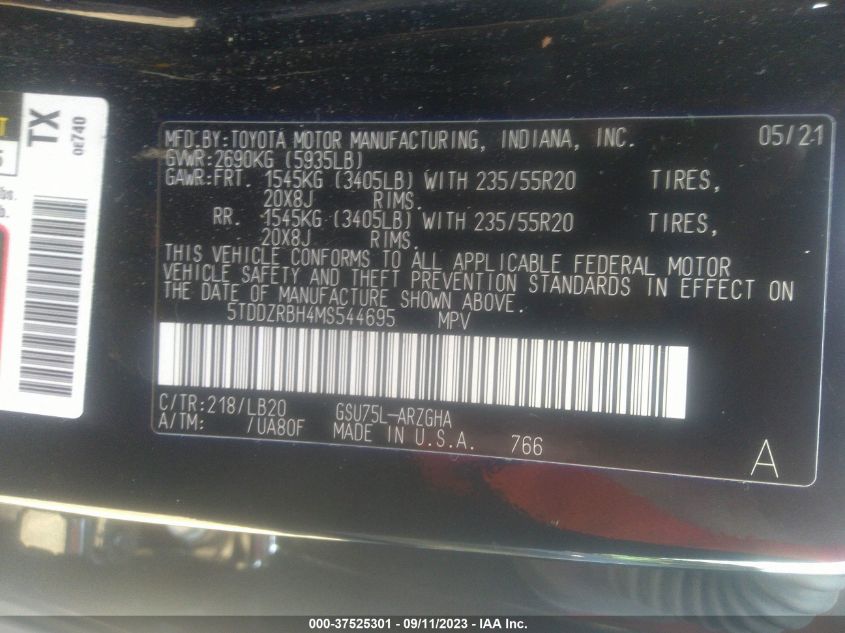 MFD.BY:TOYOTA MOTOR MANUFACTURING, INDIANA, INC. 05/21
GVWR:2690KG (5935LB)
GAWR:FRT. 1545KG (3405LB) WITH 235/55R20 TIRES,
20X8J RIMS.
RR. 1545KG (3405LB) WITH 235/55R20 TIRES,
20X8J RIMS.
THIS VEHICLE CONFORMS TO ALL APPLICABLE FEDERAL MOTOR
VEHICLE SAFETY AND THEFT PREVENTION STANDARDS IN EFFECT ON
THE DATE OF MANUFACTURE SHOWN ABOVE.
5TDDZRBH4MS544695 MPV
C/TR:218/LB20 GSU75L-ARZGHA
A/TM: /UA80F MADE IN U.S.A. 766
A
TX
0E740
000-37525301 - 09/11/2023 - IAA Inc.